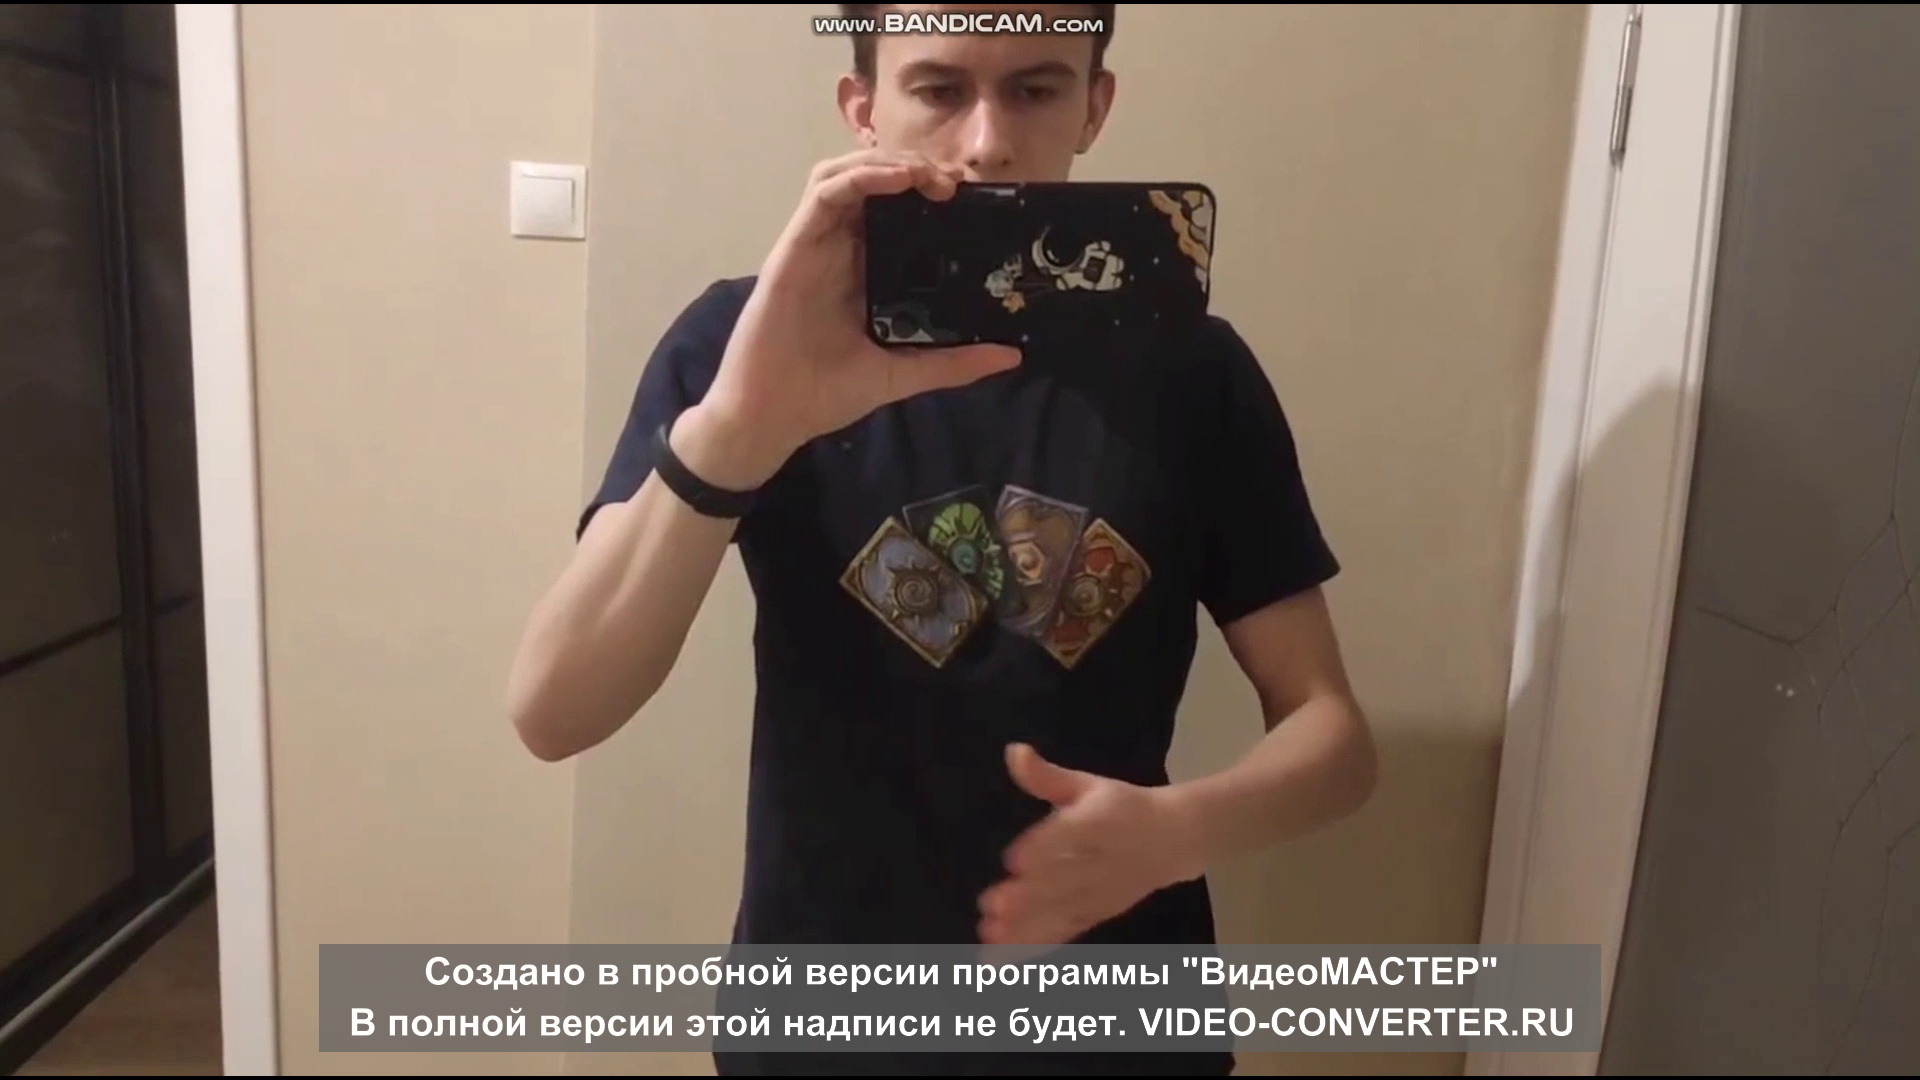 www.BANDICAM.com
Создано в пробной версии программы "ВидеоМАСТЕР"
В полной версии этой надписи не будет. VIDEO-CONVERTER.RU